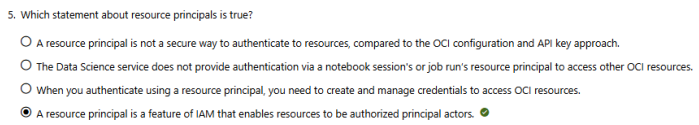 5. Which statement about resource principals is true?
A resource principal is not a secure way to authenticate to resources, compared to the OCI configuration and API key approach.
The Data Science service does not provide authentication via a notebook session's or job run's resource principal to access other OCI resources.
When you authenticate using a resource principal, you need to create and manage credentials to access OCI resources.
A resource principal is a feature of IAM that enables resources to be authorized principal actors.